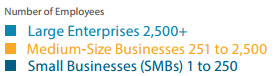 Number of Employees
Large Enterprises 2,500+
Medium-Size Businesses 251 to 2,500
Small Businesses (SMBs) 1 to 250